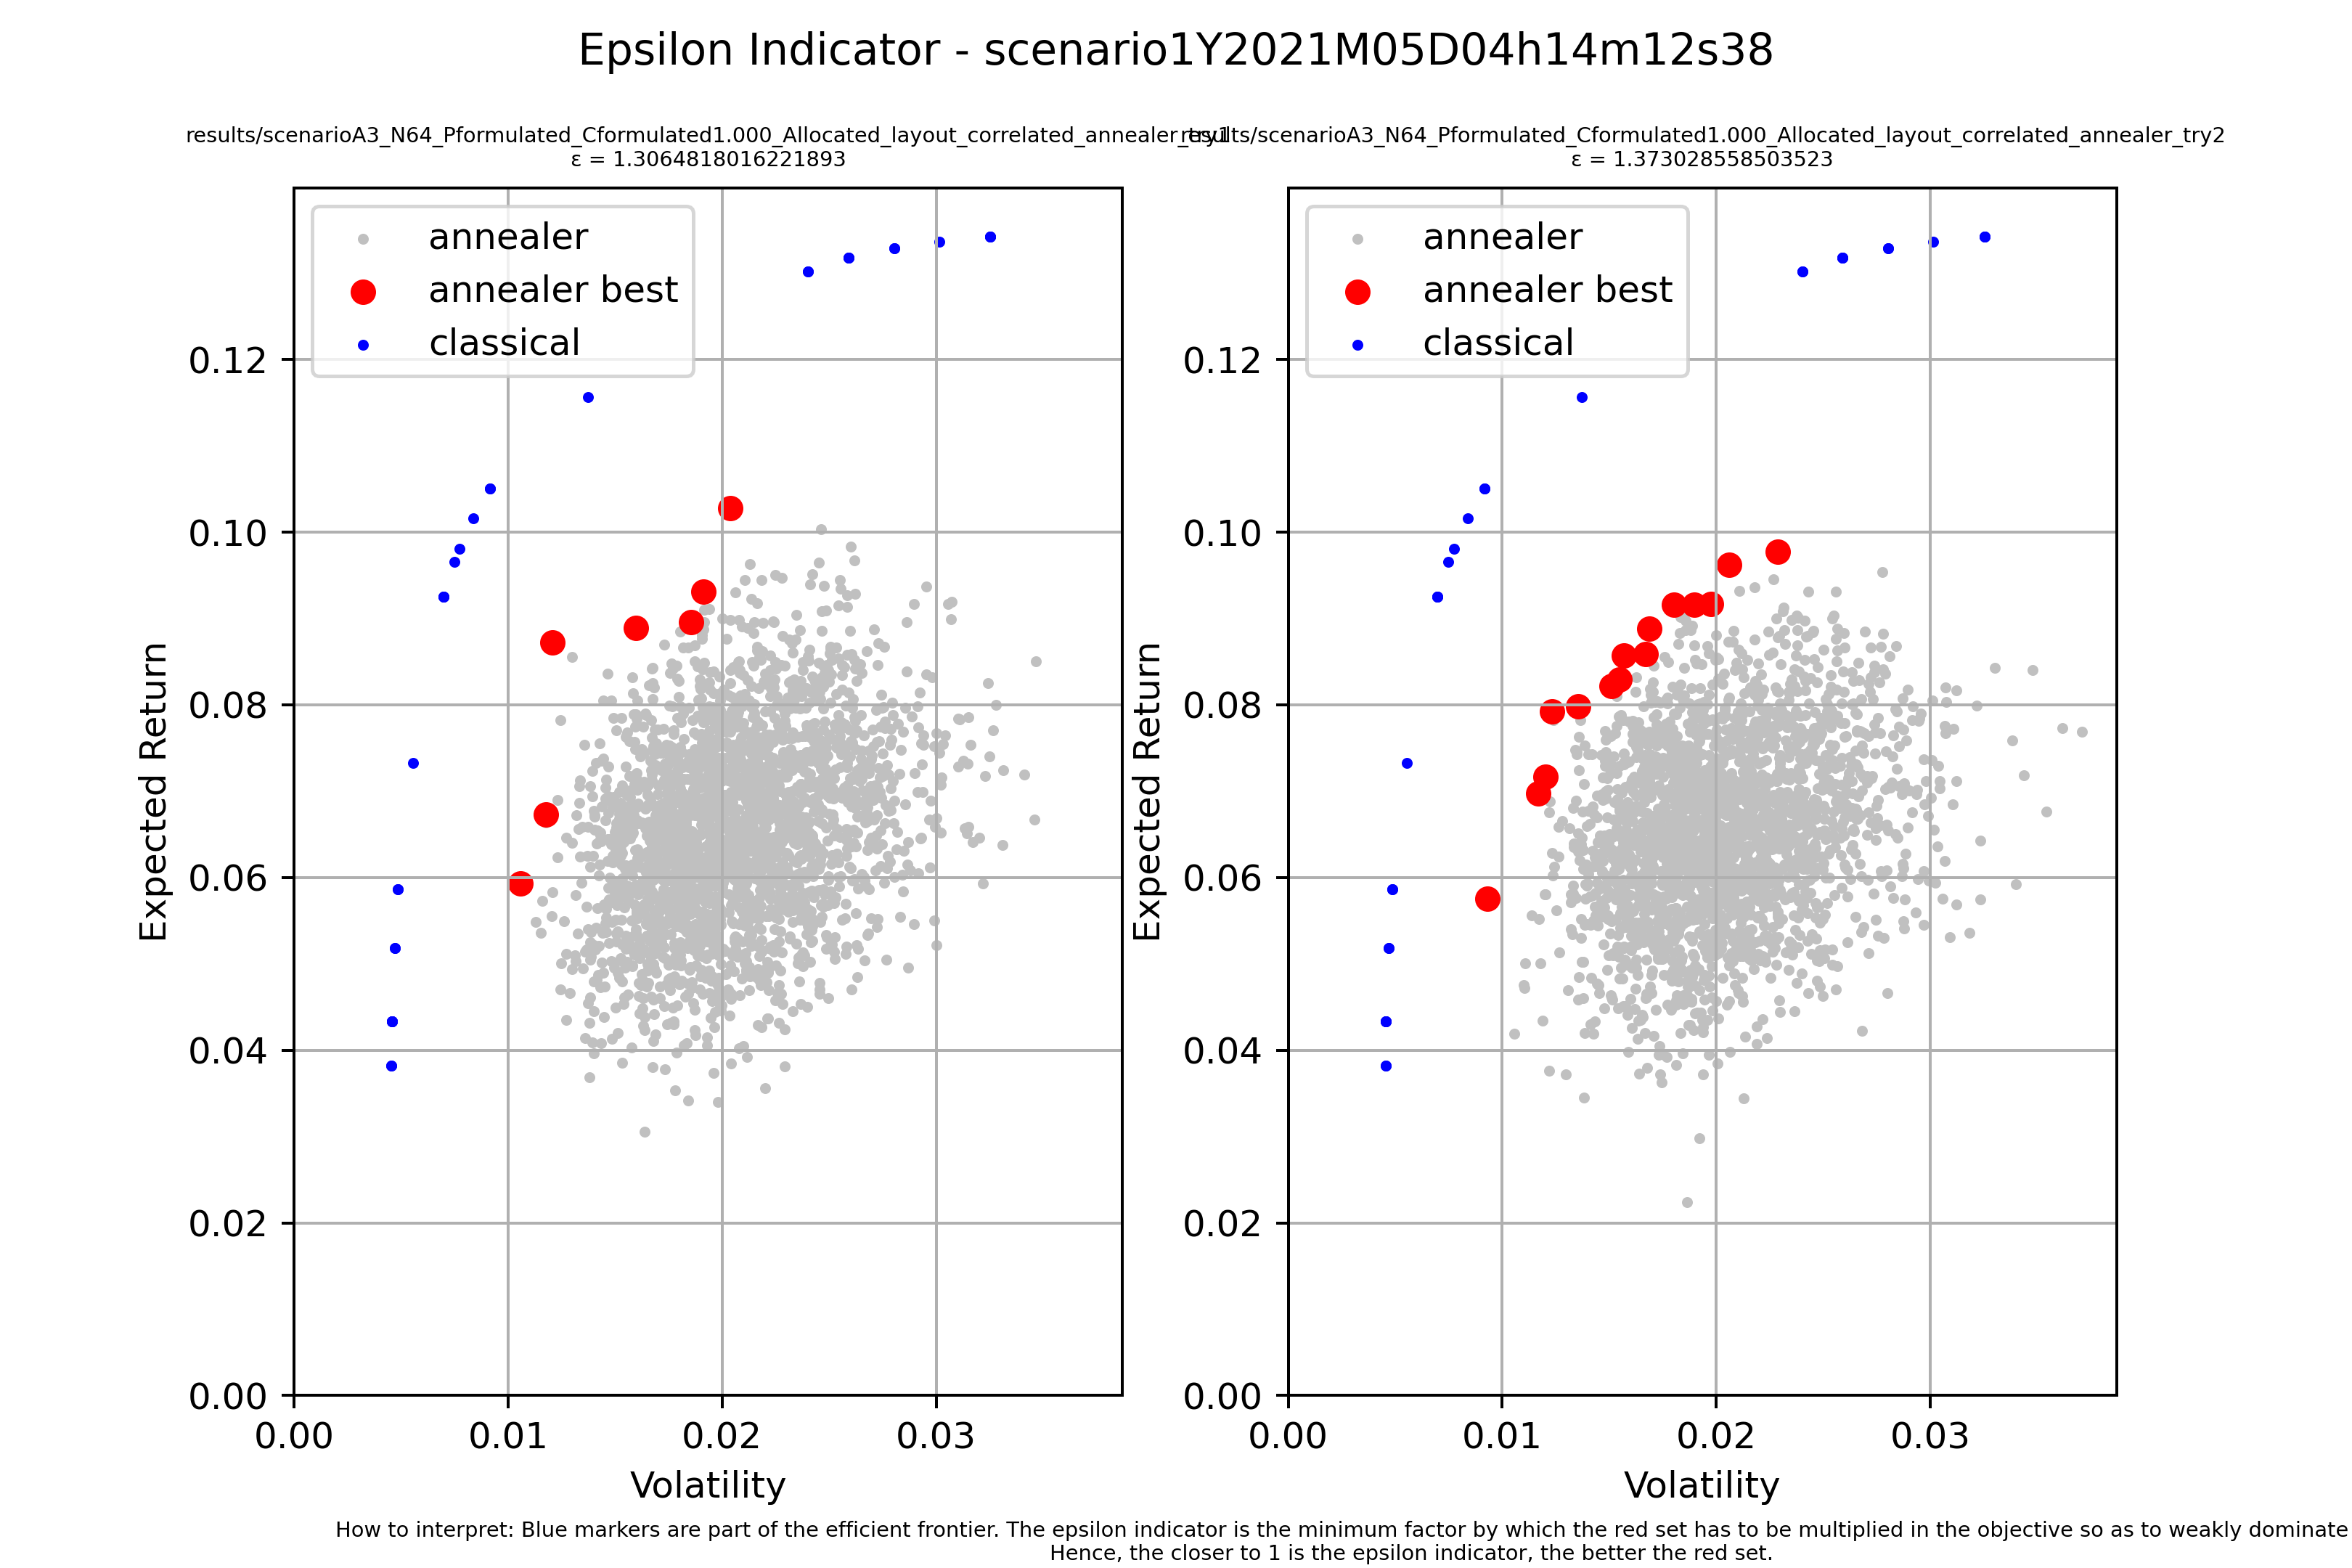 Epsilon Indicator - scenario1Y2021M05D04h14m12s38
results/scenarioA3_N64_Pformulated_Cformulated1.000_Allocated_layout_correlated_annealer_try1
ε = 1.3064818016221893
annealer
annealer best
classical
0.12
0.10
0.08
0.06
0.04
0.02
0.00
Expected Return
0.00 0.01 0.02 0.03
Volatility
results/scenarioA3_N64_Pformulated_Cformulated1.000_Allocated_layout_correlated_annealer_try2
ε = 1.373028558503523
annealer
annealer best
classical
0.12
0.10
0.08
0.06
0.04
0.02
0.00
Expected Return
0.00 0.01 0.02 0.03
Volatility
How to interpret: Blue markers are part of the efficient frontier. The epsilon indicator is the minimum factor by which the red set has to be multiplied in the objective so as to weakly dominate
Hence, the closer to 1 is the epsilon indicator, the better the red set.